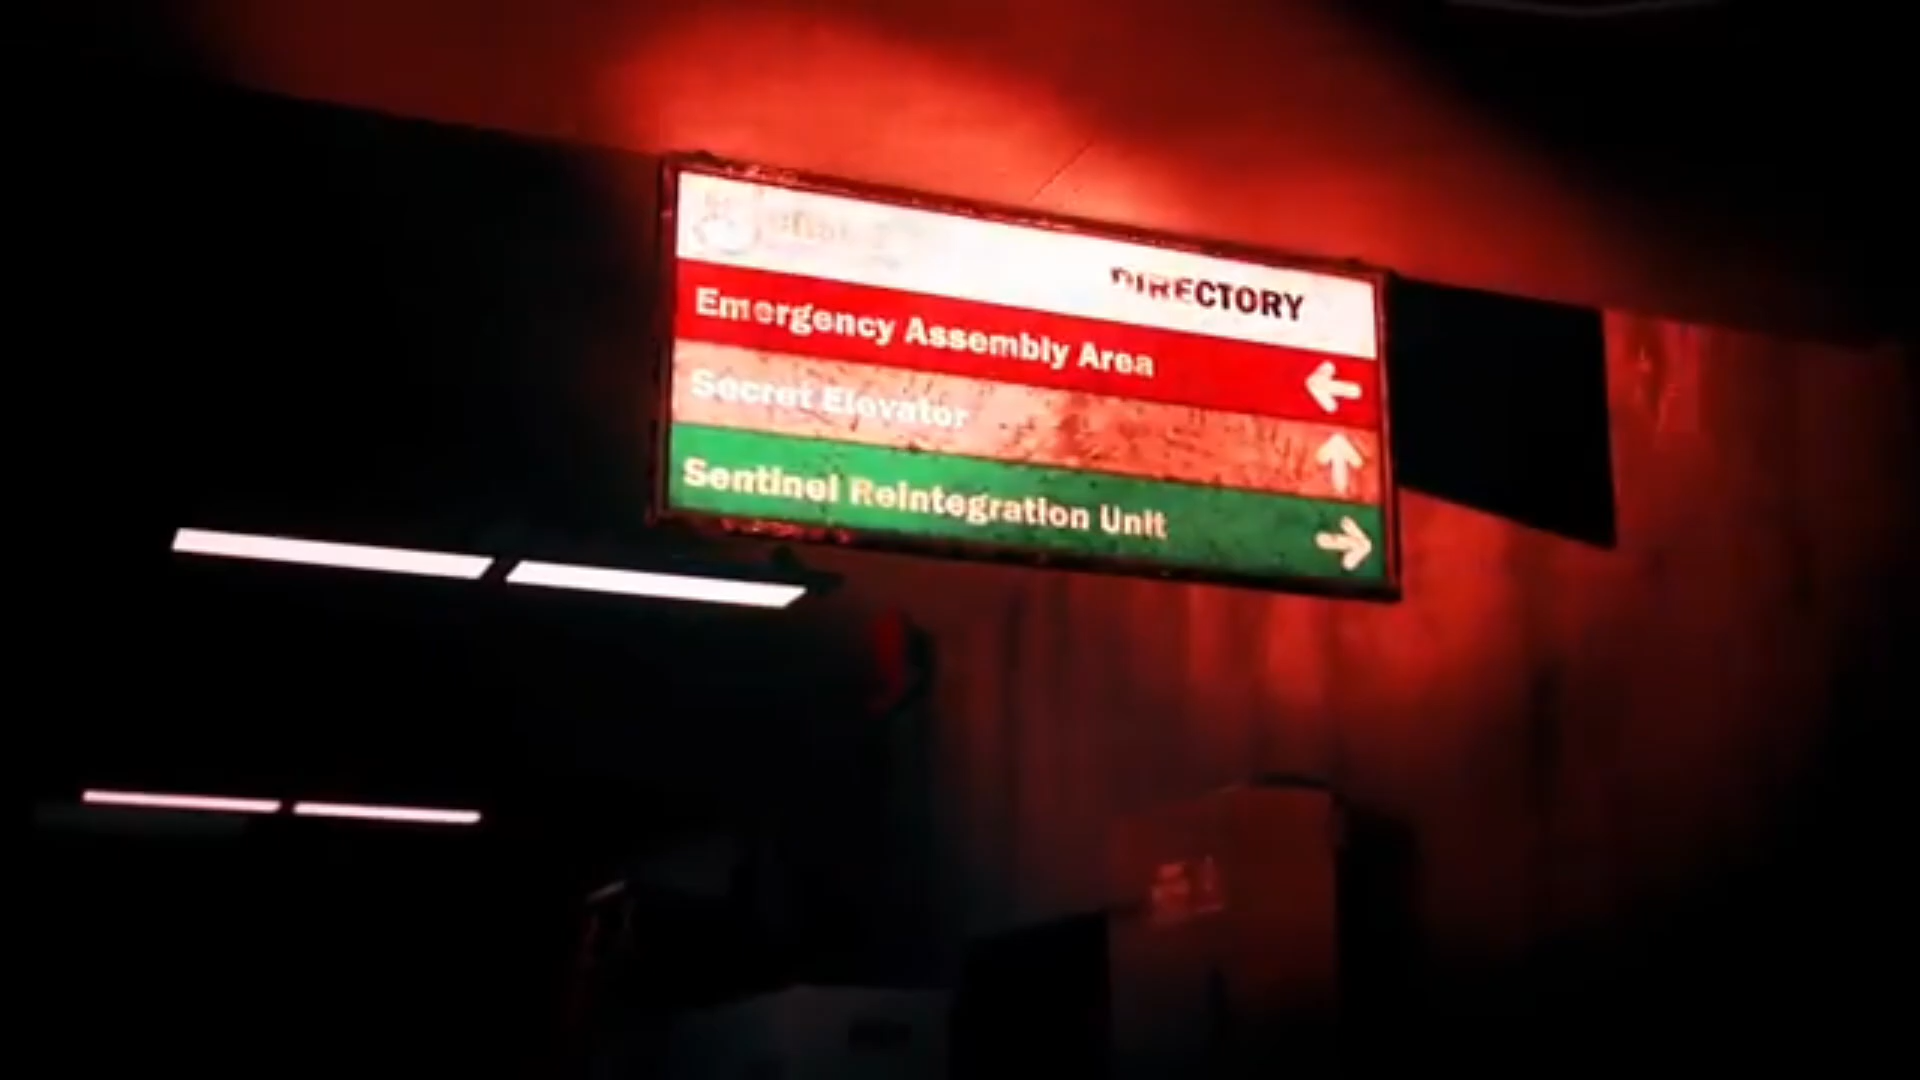 DIRECTORY
Emergency Assembly Area
Secret Elevator
Sentinel Reintegration Unit